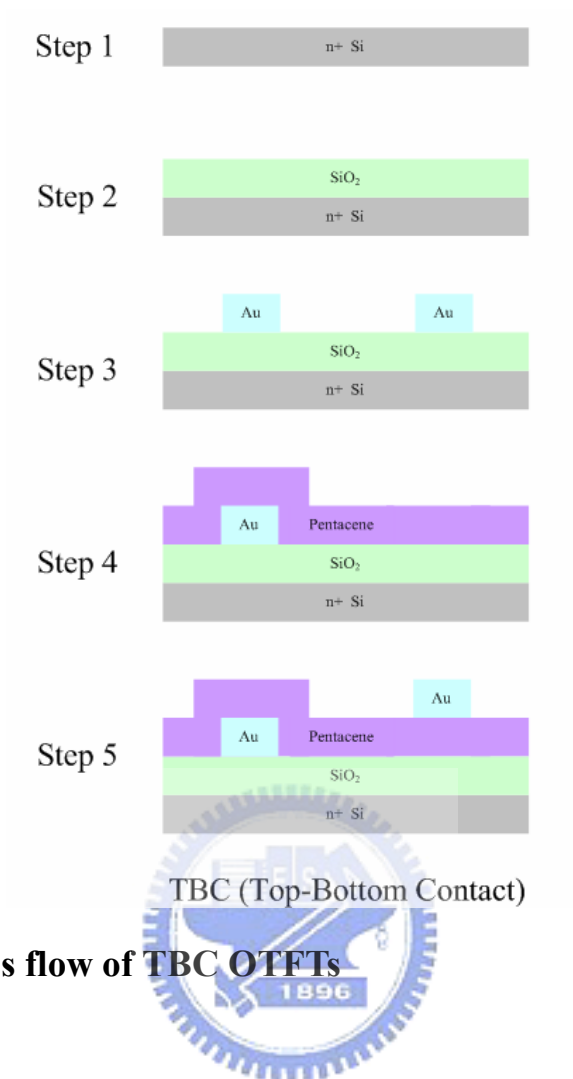 Step 1
n+ Si
Step 2
SiO₂
n+ Si
Step 3
Au Au
SiO₂
n+ Si
Step 4
Au Pentacene
SiO₂
n+ Si
Step 5
Au
Au Pentacene
SiO₂
n+ Si
TBC (Top-Bottom Contact)
s flow of TBC OTFTs
1896